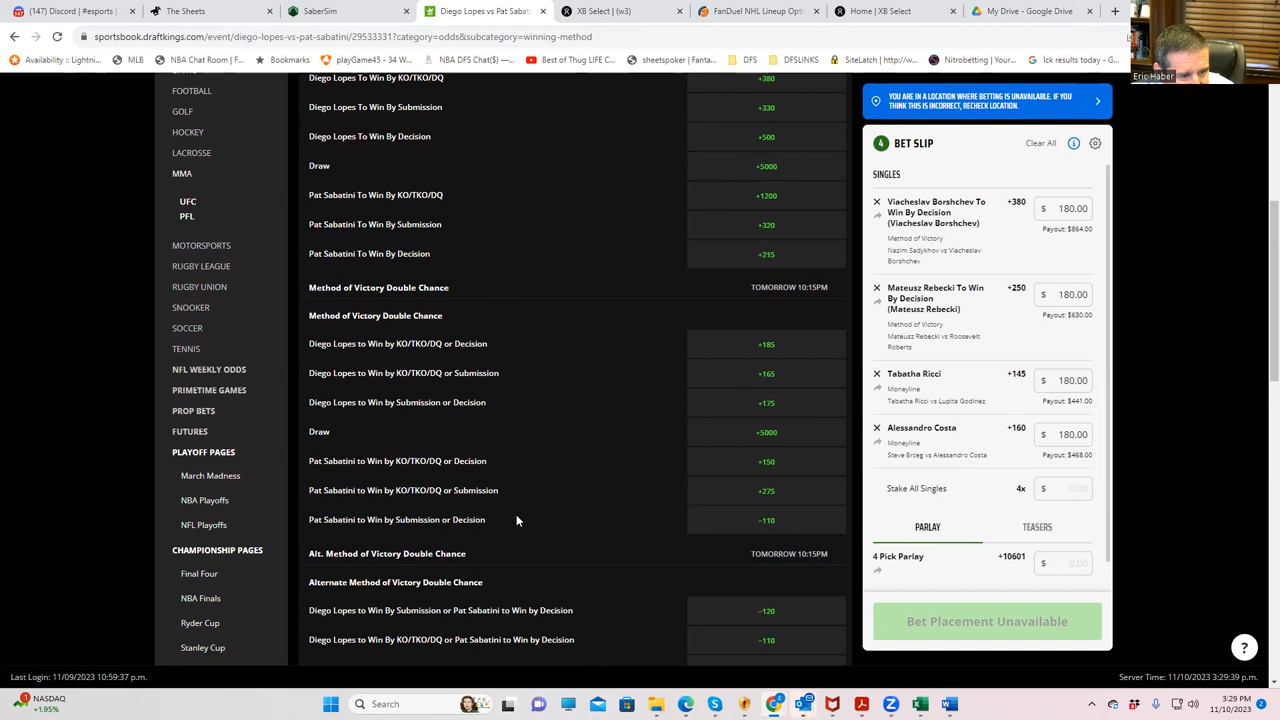 (47) Discord | #esports |
The Sheets
SaberSim
Diego Lopes vs Pat Sabat
XB Select | (w3)
FanDuel NHL Lineup Opti
Home | XB Select
My Drive - Google Drive
sportsbook.draftkings.com/event/diego-lopes-vs-pat-sabatini/29533331?category=odds&subcategory=winning-method
Availability :: Lightni...
MLB
NBA Chat Room | F...
playGame45 - 34 W...
NBA DFS Chat($) -...
Best of Thug LIFE C...
sheetspoker | Fanta...
DFS
DFSLINKS
SiteLatch | http://w...
Nitrobetting | Your...
Ick results today -...
Eric Haber
FOOTBALL
GOLF
HOCKEY
LACROSSE
MMA
UFC
PFL
MOTORSPORTS
RUGBY LEAGUE
RUGBY UNION
SNOOKER
SOCCER
TENNIS
NFL WEEKLY ODDS
PRIMETIME GAMES
PROP BETS
FUTURES
PLAYOFF PAGES
March Madness
NBA Playoffs
NFL Playoffs
CHAMPIONSHIP PAGES
Final Four
NBA Finals
Ryder Cup
Stanley Cup
Diego Lopes To Win By KO/TKO/DQ +380
Diego Lopes To Win By Submission +330
Diego Lopes To Win By Decision +500
Draw +5000
Pat Sabatini To Win By KO/TKO/DQ +1200
Pat Sabatini To Win By Submission +320
Pat Sabatini To Win By Decision +215
Method of Victory Double Chance TOMORROW 10:15PM
Method of Victory Double Chance
Diego Lopes to Win by KO/TKO/DQ or Decision +185
Diego Lopes to Win by KO/TKO/DQ or Submission +165
Diego Lopes to Win by Submission or Decision +175
Draw +5000
Pat Sabatini to Win by KO/TKO/DQ or Decision +150
Pat Sabatini to Win by KO/TKO/DQ or Submission +275
Pat Sabatini to Win by Submission or Decision −110
Alt. Method of Victory Double Chance TOMORROW 10:15PM
Alternate Method of Victory Double Chance
Diego Lopes to Win By Submission or Pat Sabatini to Win by Decision −120
Diego Lopes to Win By KO/TKO/DQ or Pat Sabatini to Win by Decision −110
YOU ARE IN A LOCATION WHERE BETTING IS UNAVAILABLE. IF YOU
THINK THIS IS INCORRECT, RECHECK LOCATION.
4 BET SLIP Clear All
SINGLES
Viacheslav Borshchev To +380 $ 180.00
Win By Decision
(Viacheslav Borshchev) Payout: $864.00
Method of Victory
Nazim Sadykhov vs Viacheslav
Borshchev
Mateusz Rebecki To Win +250 $ 180.00
By Decision
(Mateusz Rebecki) Payout: $630.00
Method of Victory
Mateusz Rebecki vs Roosevelt
Roberts
Tabatha Ricci +145 $ 180.00
Moneyline
Tabatha Ricci vs Lupita Godinez Payout: $441.00
Alessandro Costa +160 $ 180.00
Moneyline
Steve Erceg vs Alessandro Costa Payout: $468.00
Stake All Singles 4x $ 0.00
PARLAY TEASERS
4 Pick Parlay +10601 $ 0.00
Bet Placement Unavailable
?
Last Login: 11/09/2023 10:59:37 p.m. Server Time: 11/10/2023 3:29:39 p.m.
NASDAQ
+1.95%
Search
3:29 PM
11/10/2023